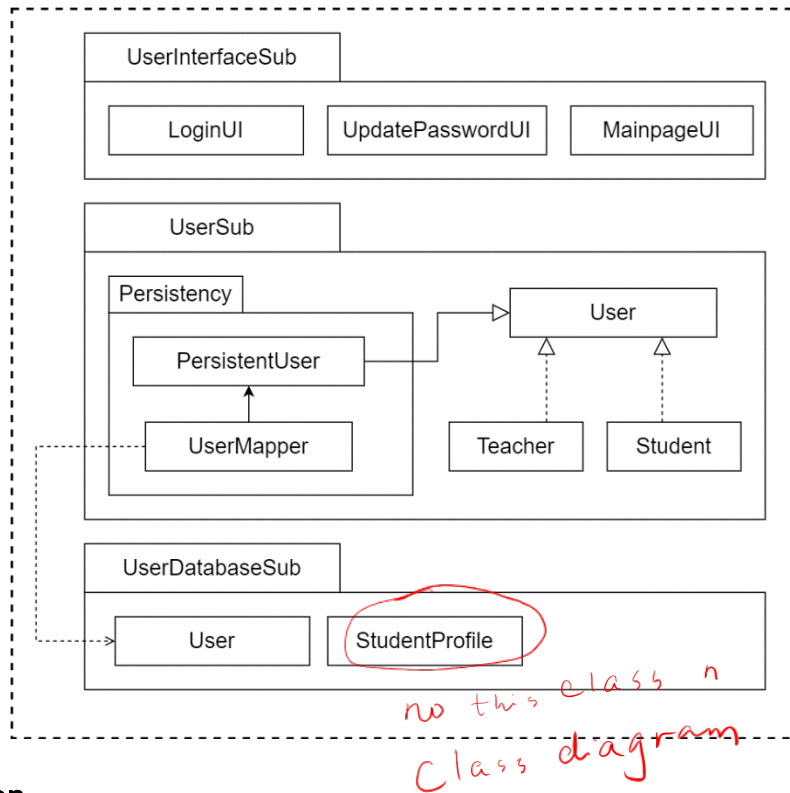 UserInterfaceSub
LoginUI UpdatePasswordUI MainpageUI
UserSub
Persistency
User
PersistentUser
UserMapper Teacher Student
UserDatabaseSub
User StudentProfile
no this class n
Class diagram